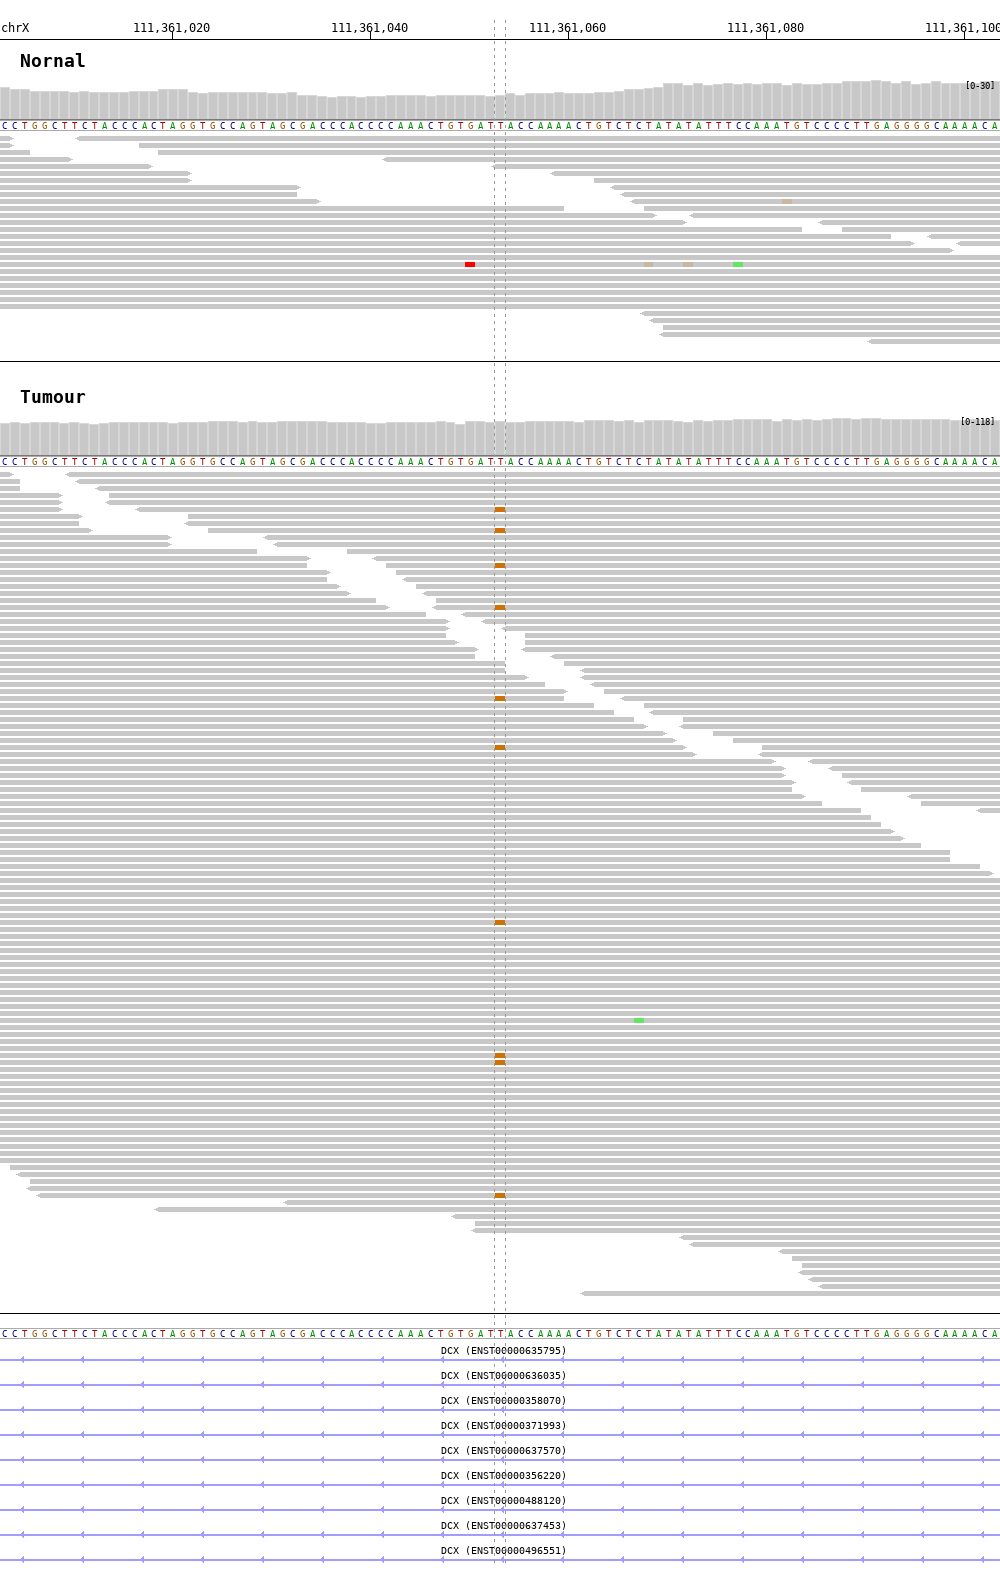 chrX 111,361,020 111,361,040 111,361,060 111,361,080 111,361,100
Nornal
[0-30]
C C T G G C T T C T A C C C A C T A G G T G C C A G T A G C G A C C C A C C C C A A A C T G T G A T T A C C A A A A C T G T C T C T A T A T A T T T C C A A A T G T C C C C T T G A G G G G C A A A A C A
Tumour
[0-118]
C C T G G C T T C T A C C C A C T A G G T G C C A G T A G C G A C C C A C C C C A A A C T G T G A T T A C C A A A A C T G T C T C T A T A T A T T T C C A A A T G T C C C C T T G A G G G G C A A A A C A
C C T G G C T T C T A C C C A C T A G G T G C C A G T A G C G A C C C A C C C C A A A C T G T G A T T A C C A A A A C T G T C T C T A T A T A T T T C C A A A T G T C C C C T T G A G G G G C A A A A C A
DCX (ENST00000635795)
DCX (ENST00000636035)
DCX (ENST00000358070)
DCX (ENST00000371993)
DCX (ENST00000637570)
DCX (ENST00000356220)
DCX (ENST00000488120)
DCX (ENST00000637453)
DCX (ENST00000496551)